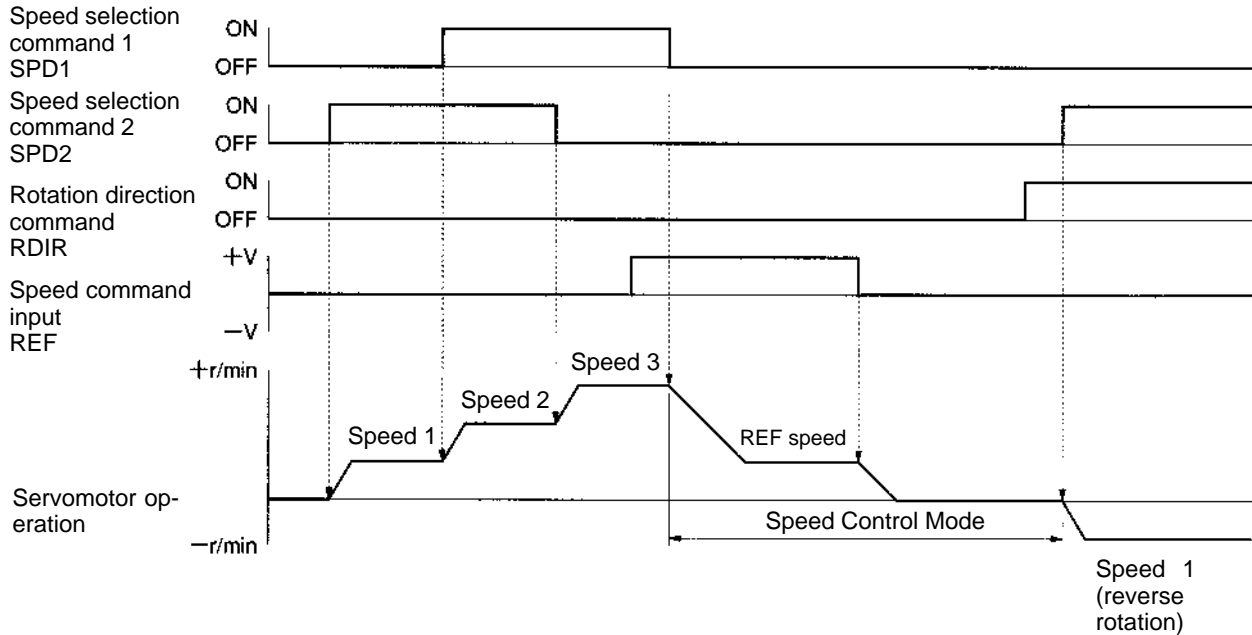 Speed selection
command 1
SPD1
ON
OFF
Speed selection
command 2
SPD2
ON
OFF
Rotation direction
command
RDIR
ON
OFF
Speed command
input
REF
+V
−V
+r/min
Speed 1
Speed 2
Speed 3
REF speed
Servomotor op-
eration
Speed Control Mode
−r/min
Speed 1
(reverse
rotation)